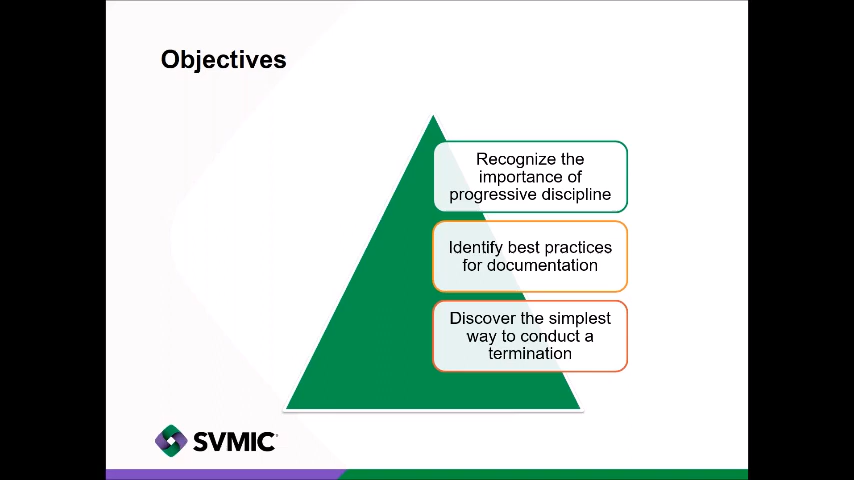 Objectives
Recognize the
importance of
progressive discipline
Identify best practices
for documentation
Discover the simplest
way to conduct a
termination
SVMIC